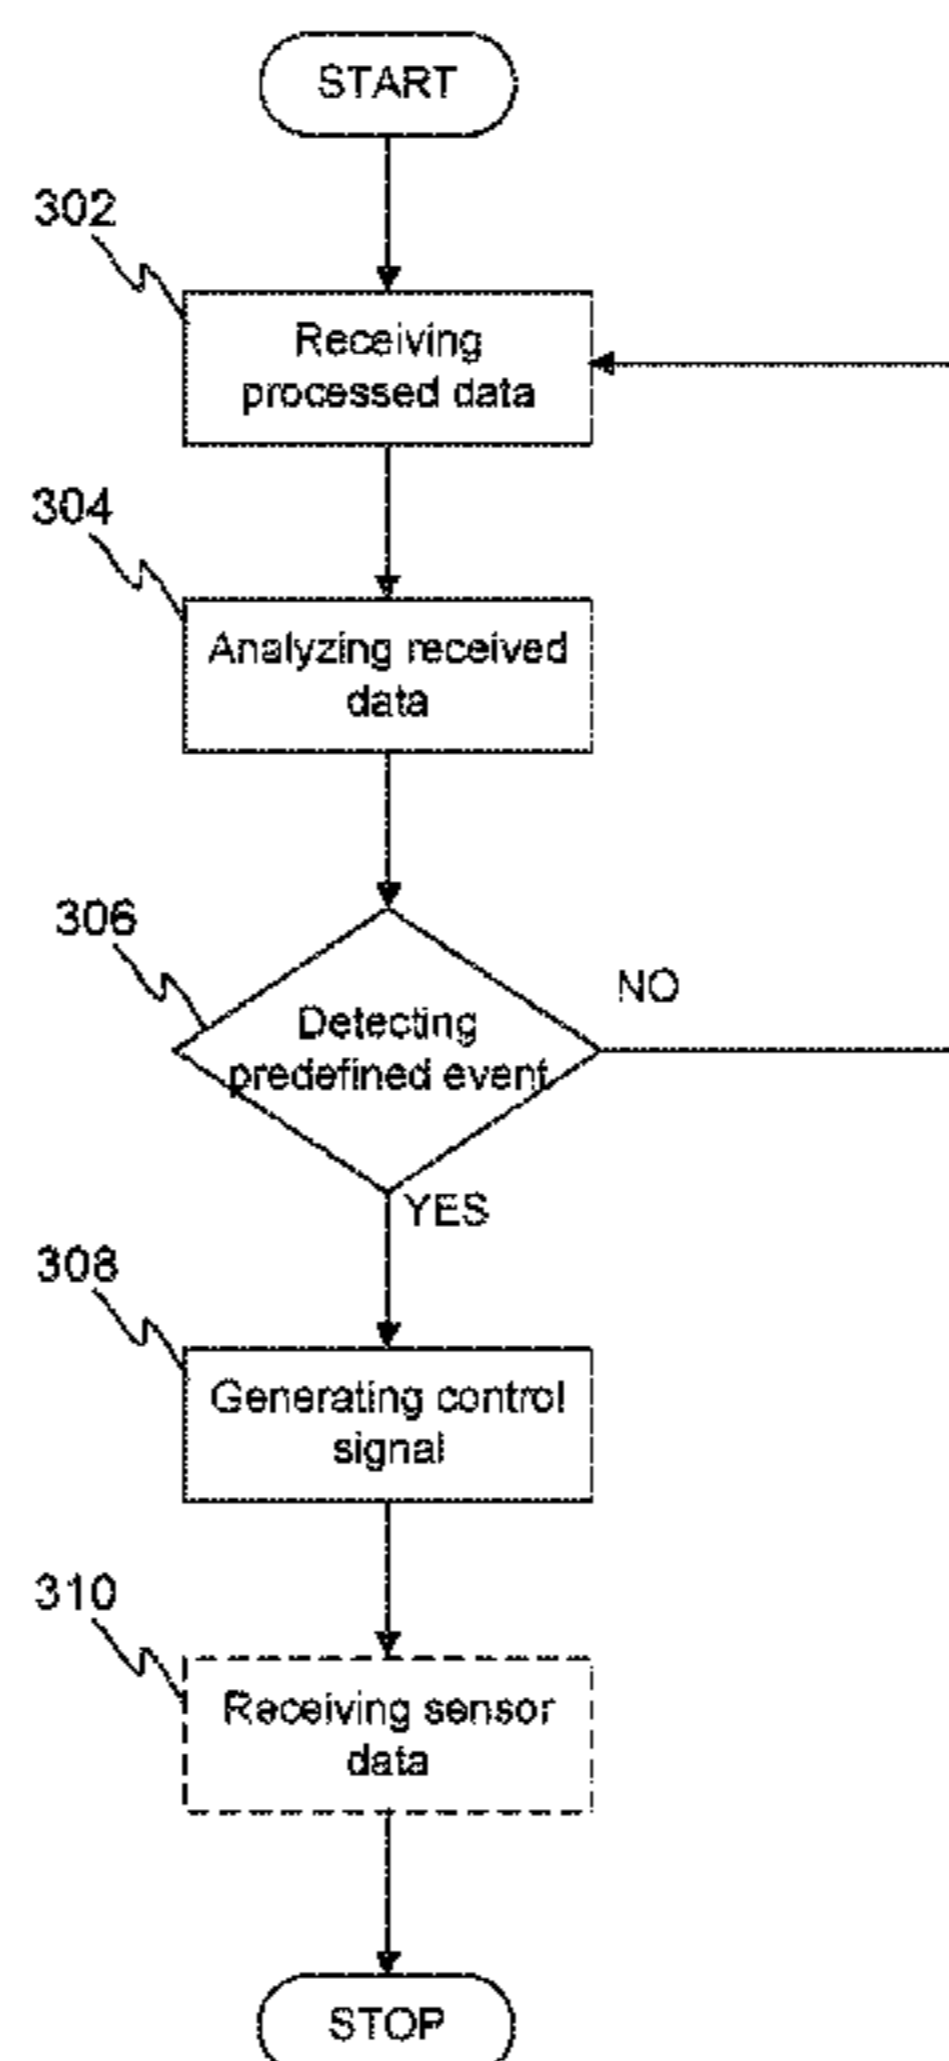 START
302
Receiving
processed data
304
Analyzing received
data
306
Detecting
predefined event
NO
YES
308
Generating control
signal
310
Receiving sensor
data
STOP